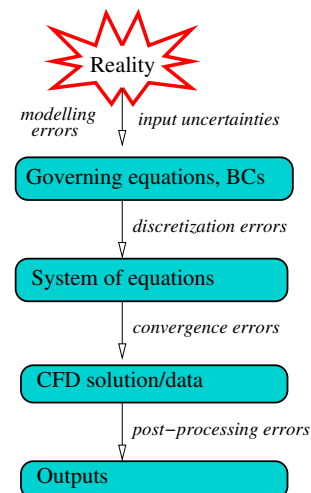 Reality
modelling
errors
input uncertainties
Governing equations, BCs
discretization errors
System of equations
convergence errors
CFD solution/data
post−processing errors
Outputs